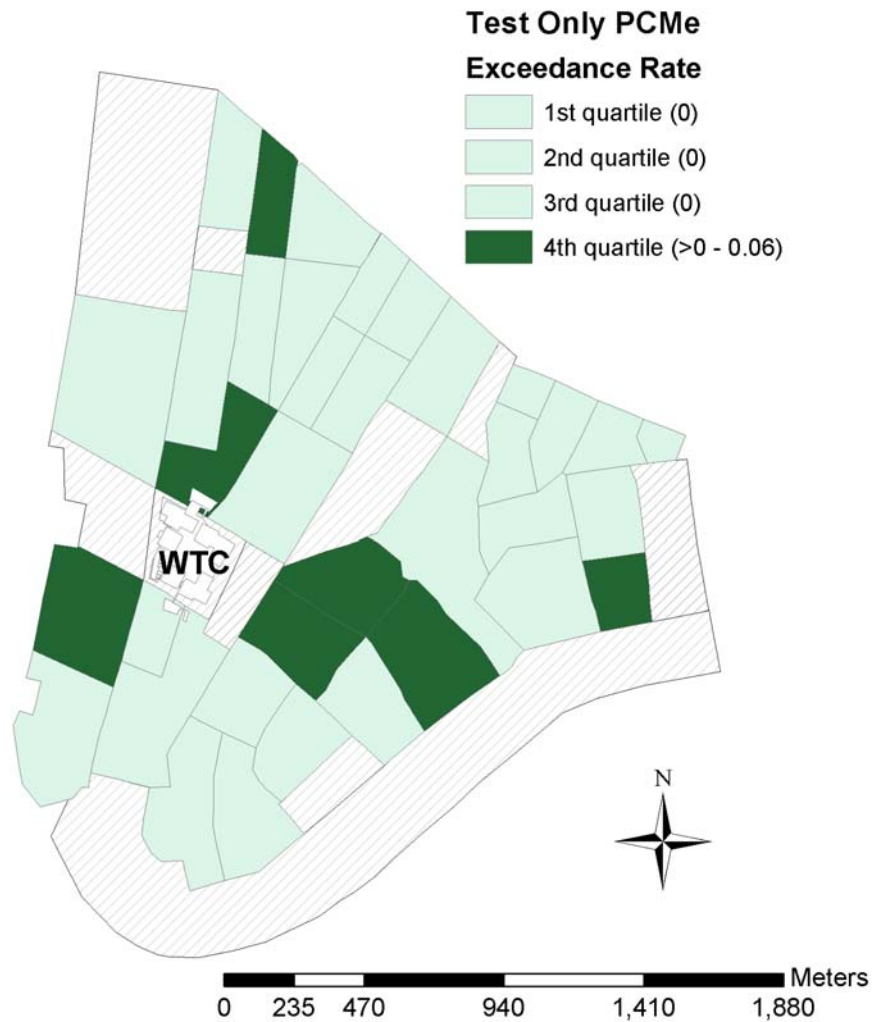 Test Only PCMe
Exceedance Rate
1st quartile (0)
2nd quartile (0)
3rd quartile (0)
4th quartile (>0 - 0.06)
WTC
N
Meters
0 235 470 940 1,410 1,880